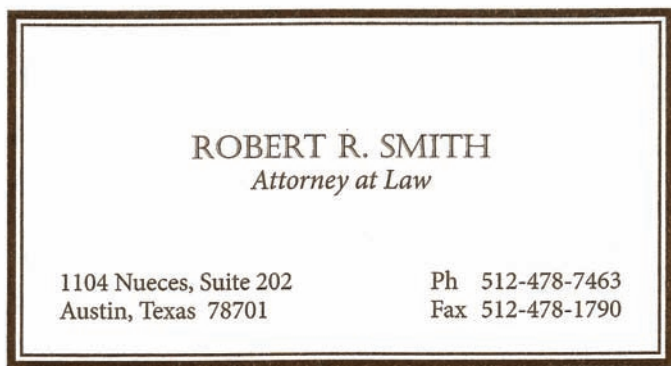 ROBERT R. SMITH
Attorney at Law
1104 Nueces, Suite 202
Austin, Texas 78701
Ph 512-478-7463
Fax 512-478-1790